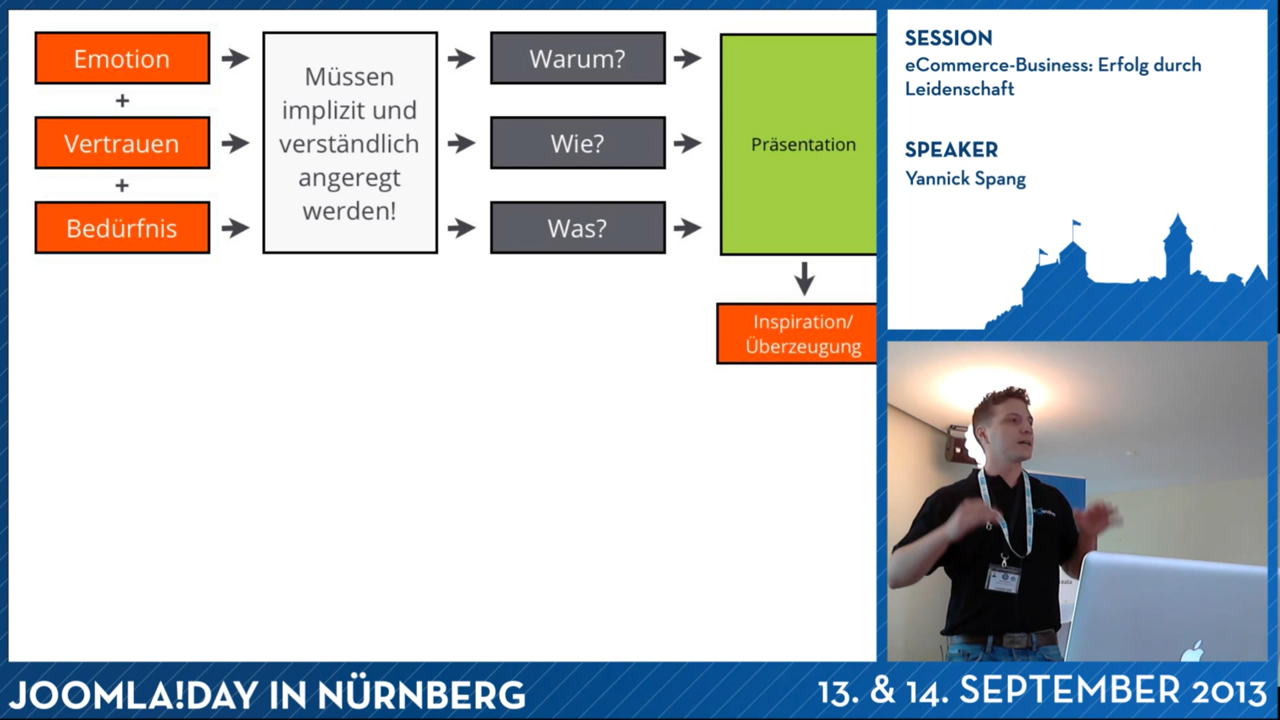 Emotion
+
Vertrauen
+
Bedürfnis
Müssen
implizit und
verständlich
angeregt
werden!
Warum?
Wie?
Was?
Präsentation
Inspiration/
Überzeugung
SESSION
eCommerce-Business: Erfolg durch
Leidenschaft
SPEAKER
Yannick Spang
JOOMLA!DAY IN NÜRNBERG
13. & 14. SEPTEMBER 2013